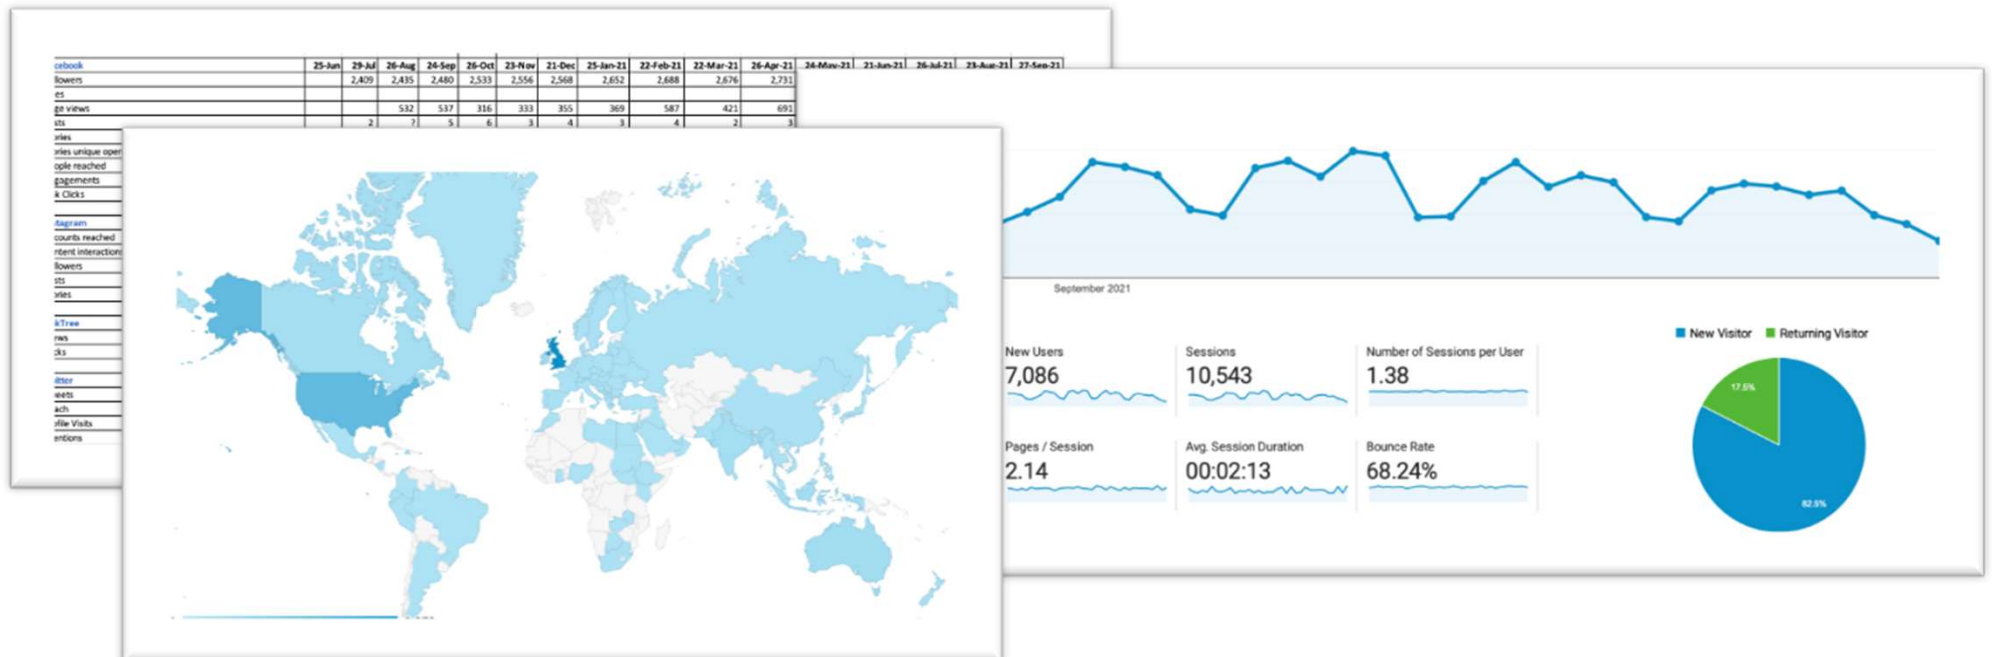 cebook 25-Jun 29-Jul 26-Aug 24-Sep 26-Oct 23-Nov 21-Dec 25-Jan-21 22-Feb-21 22-Mar-21 26-Apr-21 24-May-21 21-Jun-21 26-Jul-21 23-Aug-21 27-Sep-21
llowers 2,409 2,435 2,480 2,533 2,556 2,568 2,652 2,688 2,676 2,731
es
ge views 532 537 316 333 355 369 587 421 691
sts 2 7 5 6 3 4 3 4 2 3
ories
ories unique oper
ople reached
gagements
k Clicks
tagram
counts reached
ntent interactions
llowers
sts
ories
kTree
ews
cks
itter
weets
ach
ofile Visits
entions
September 2021
New Visitor Returning Visitor
New Users Sessions Number of Sessions per User
7,086 10,543 1.38
17.5%
Pages / Session Avg. Session Duration Bounce Rate
2.14 00:02:13 68.24%
82.5%